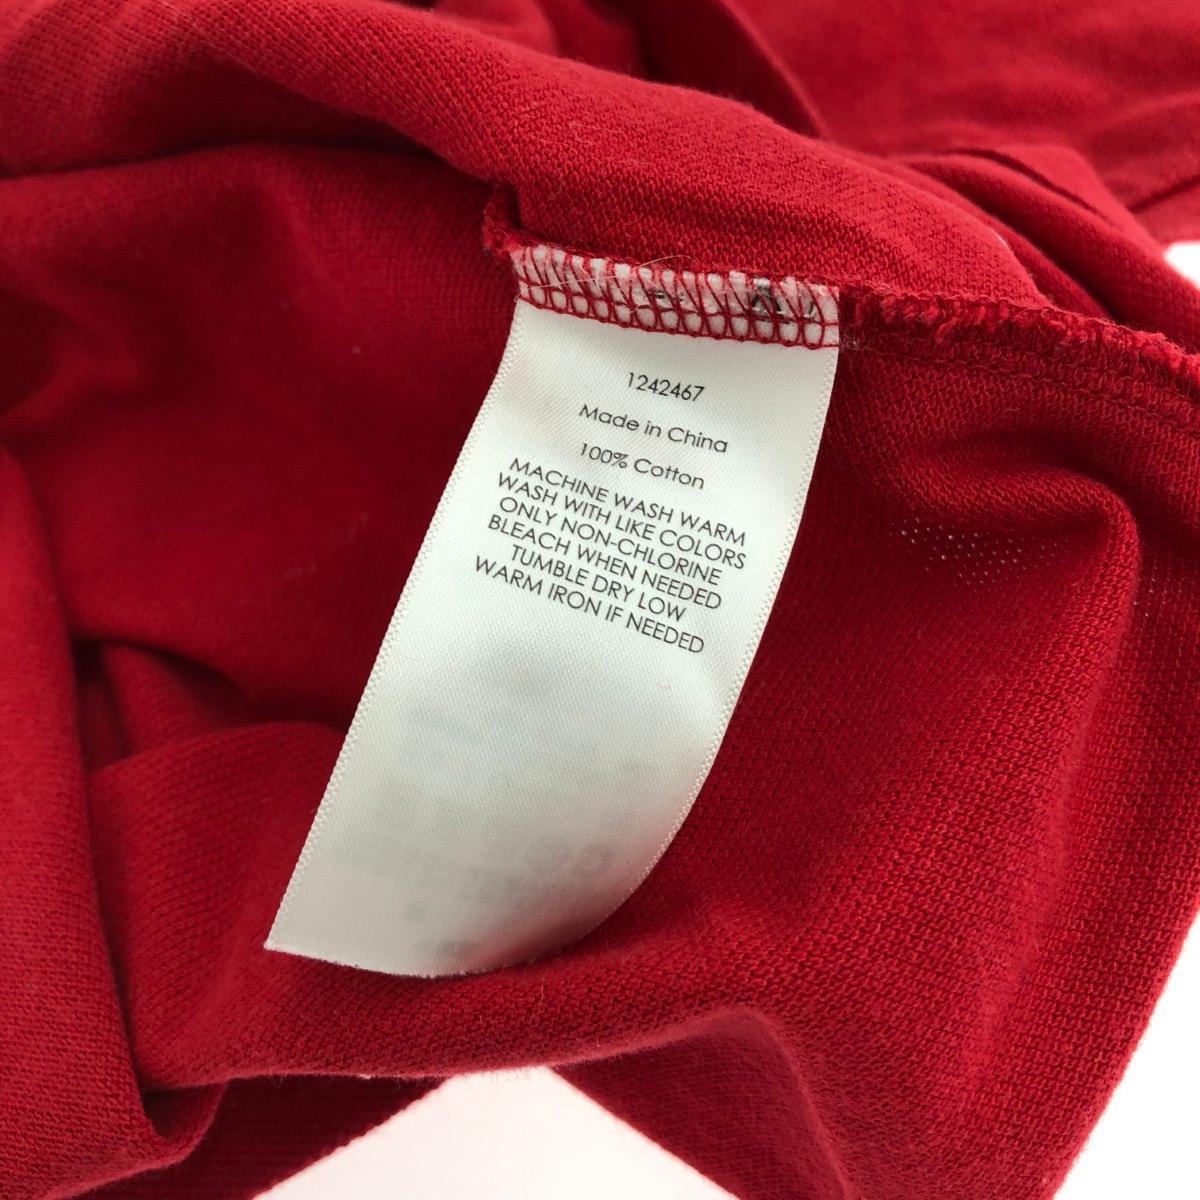 1242467
Made in China
100% Cotton
MACHINE WASH WARM
WASH WITH LIKE COLORS
ONLY NON-CHLORINE
BLEACH WHEN NEEDED
TUMBLE DRY LOW
WARM IRON IF NEEDED